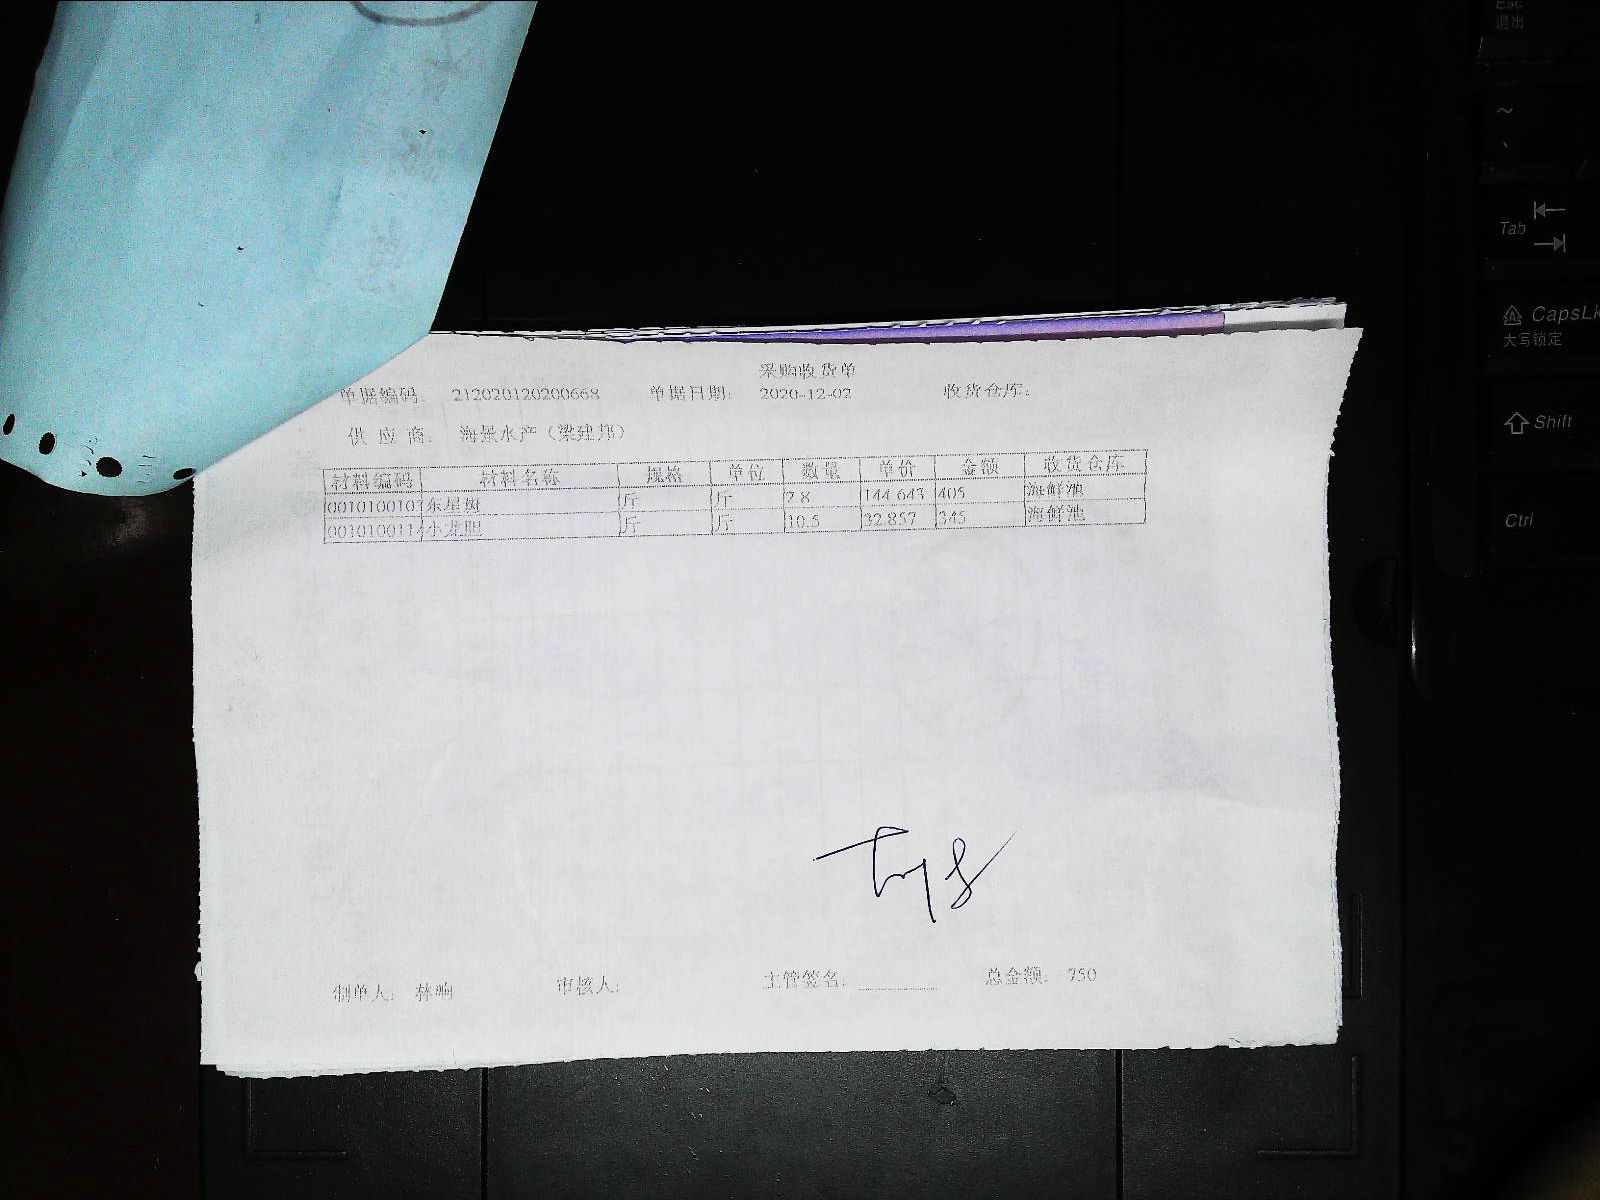 Esc
退出
~
Tab
CapsLk
大写锁定
Shift
Ctrl
采购收货单
单据编码: 212020120200668 单据日期: 2020-12-02 收货仓库:
供应商: 海景水产（梁建邦）
材料编码 材料名称 规格 单位 数量 单价 金额 收货仓库
东星斑 斤 斤 2.8 144.643 405 海鲜池
小龙胆 斤 斤 10.5 32.857 345 海鲜池
制单人: 审核人: 主管签名: 总金额: 750